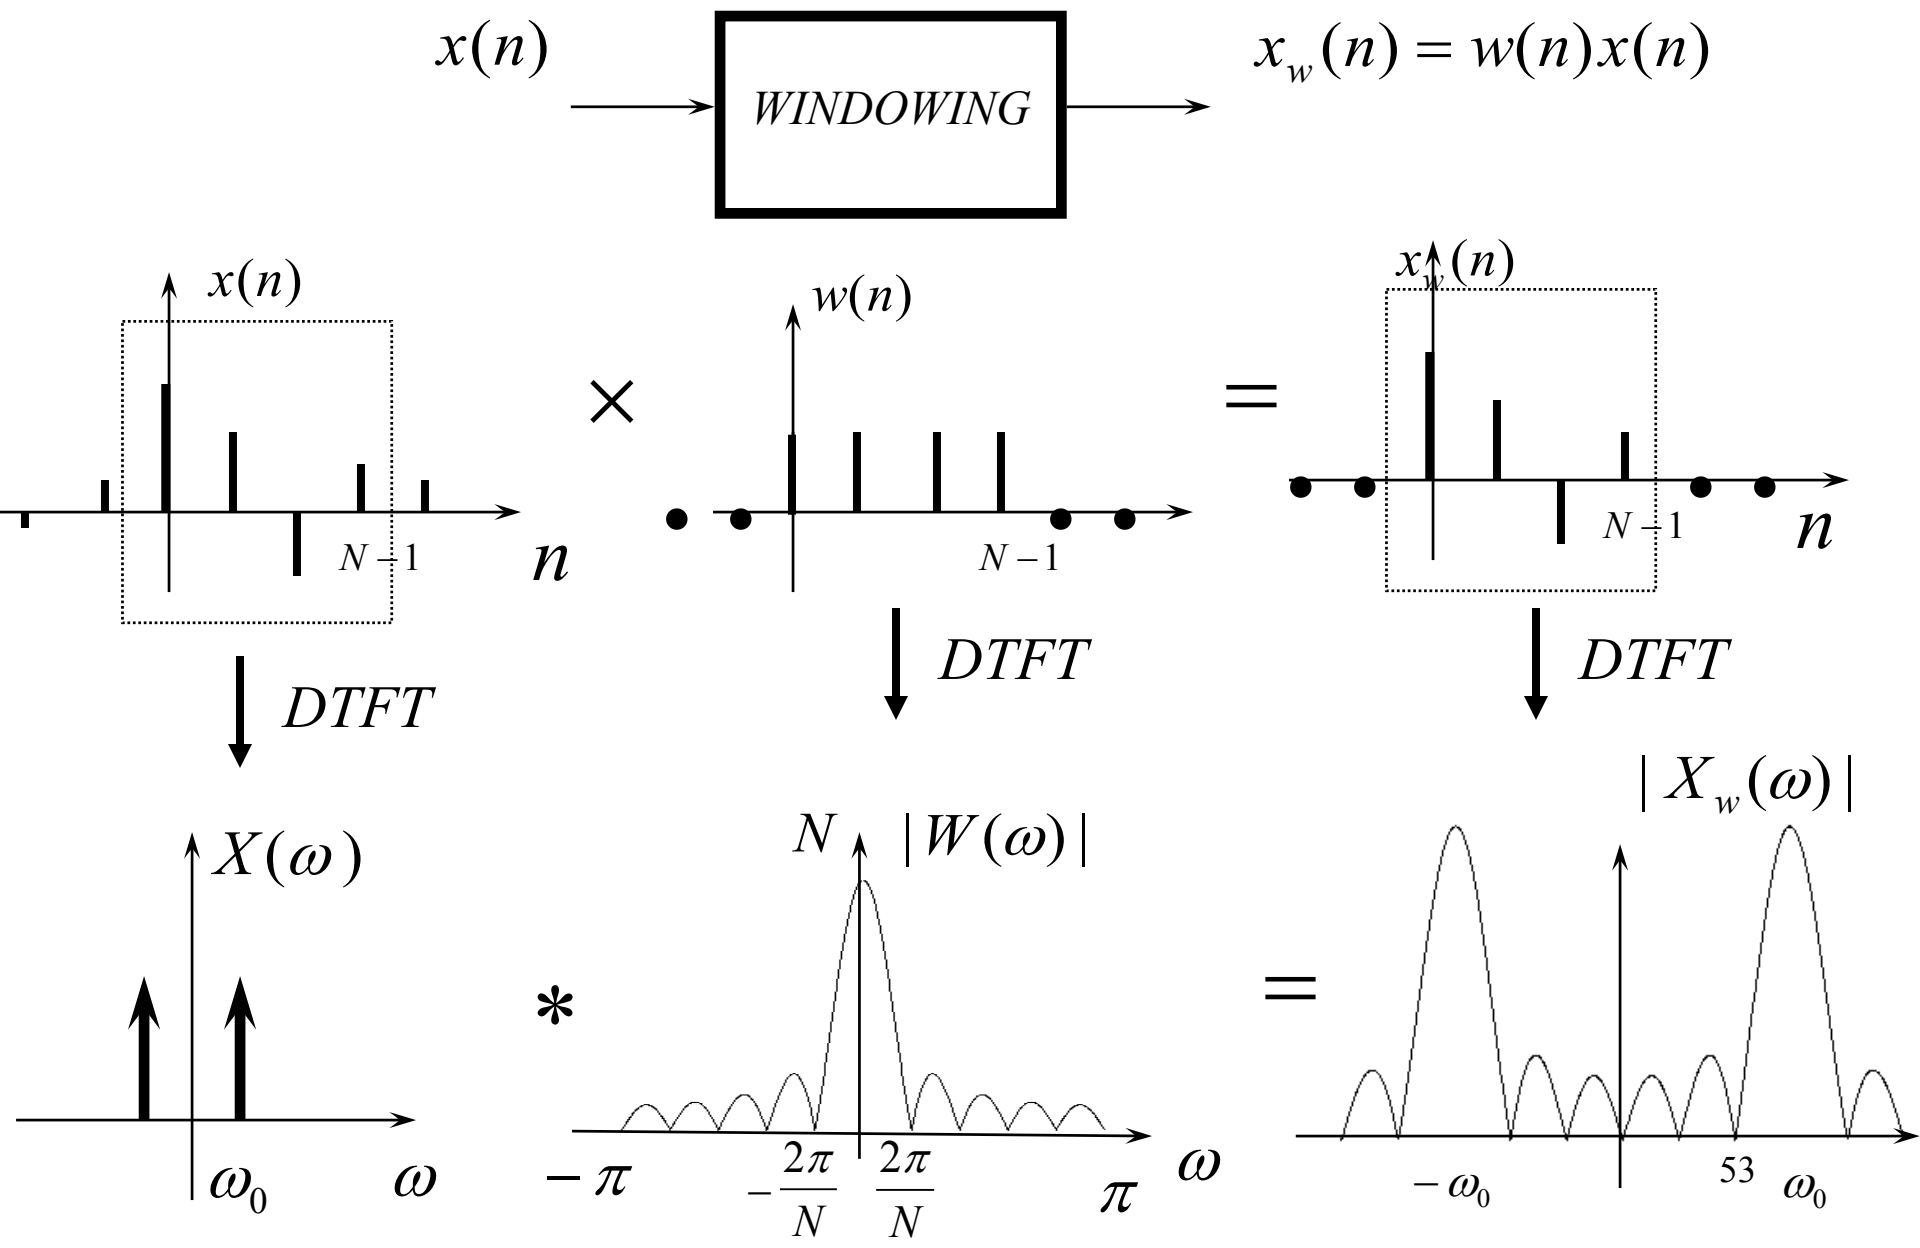 x(n)
WINDOWING
x_w(n) = w(n)x(n)
x(n)
w(n)
x_w(n)
×
=
N − 1
n
N − 1
N − 1
n
DTFT
DTFT
DTFT
X(ω)
N
|W(ω)|
|X_w(ω)|
*
=
ω_0
ω
− π
− 2π/N
2π/N
π
ω
− ω_0
53
ω_0